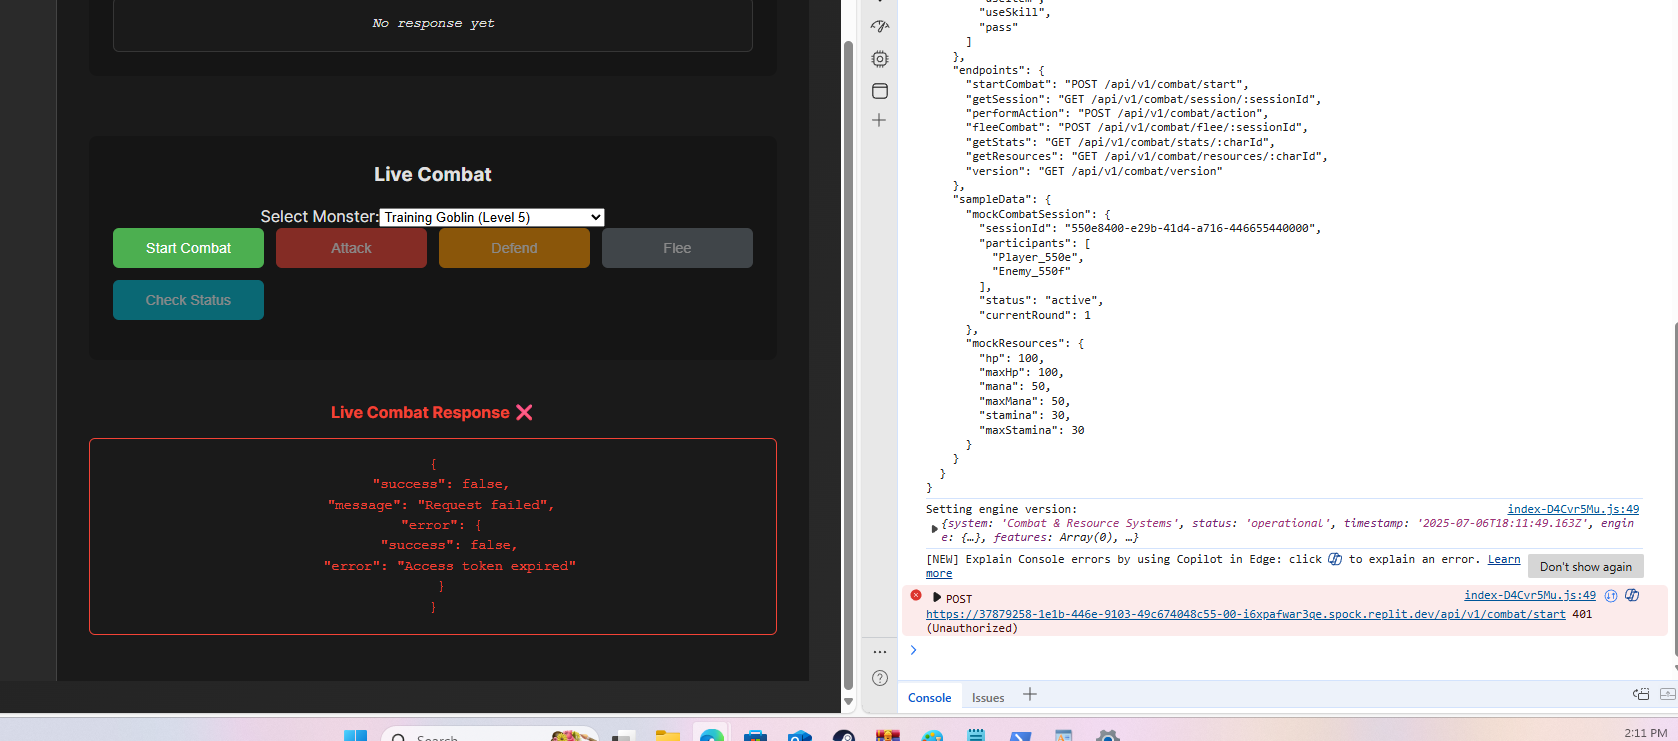 No response yet
Live Combat
Select Monster: Training Goblin (Level 5)
Start Combat
Attack
Defend
Flee
Check Status
Live Combat Response ❌
{
"success": false,
"message": "Request failed",
"error": {
"success": false,
"error": "Access token expired"
}
}
"useSkill",
"pass"
]
},
"endpoints": {
"startCombat": "POST /api/v1/combat/start",
"getSession": "GET /api/v1/combat/session/:sessionId",
"performAction": "POST /api/v1/combat/action",
"fleeCombat": "POST /api/v1/combat/flee/:sessionId",
"getStats": "GET /api/v1/combat/stats/:charId",
"getResources": "GET /api/v1/combat/resources/:charId",
"version": "GET /api/v1/combat/version"
},
"sampleData": {
"mockCombatSession": {
"sessionId": "550e8400-e29b-41d4-a716-446655440000",
"participants": [
"Player_550e",
"Enemy_550f"
],
"status": "active",
"currentRound": 1
},
"mockResources": {
"hp": 100,
"maxHp": 100,
"mana": 50,
"maxMana": 50,
"stamina": 30,
"maxStamina": 30
}
}
}
}
Setting engine version: index-D4Cvr5Mu.js:49
{system: 'Combat & Resource Systems', status: 'operational', timestamp: '2025-07-06T18:11:49.163Z', engin
e: {…}, features: Array(0), …}
[NEW] Explain Console errors by using Copilot in Edge: click to explain an error. Learn
more
Don't show again
POST index-D4Cvr5Mu.js:49
https://37879258-1e1b-446e-9103-49c674048c55-00-i6xpafwar3qe.spock.replit.dev/api/v1/combat/start 401
(Unauthorized)
Console
Issues
Search
2:11 PM